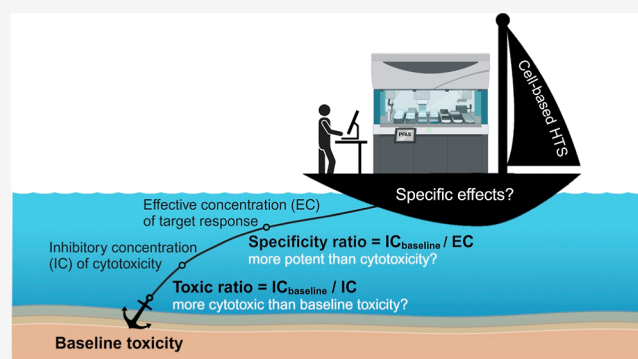 Cell-based HTS
PFAS
Specific effects?
Effective concentration (EC)
of target response
Specificity ratio = ICbaseline / EC
more potent than cytotoxicity?
Inhibitory concentration
(IC) of cytotoxicity
Toxic ratio = ICbaseline / IC
more cytotoxic than baseline toxicity?
Baseline toxicity